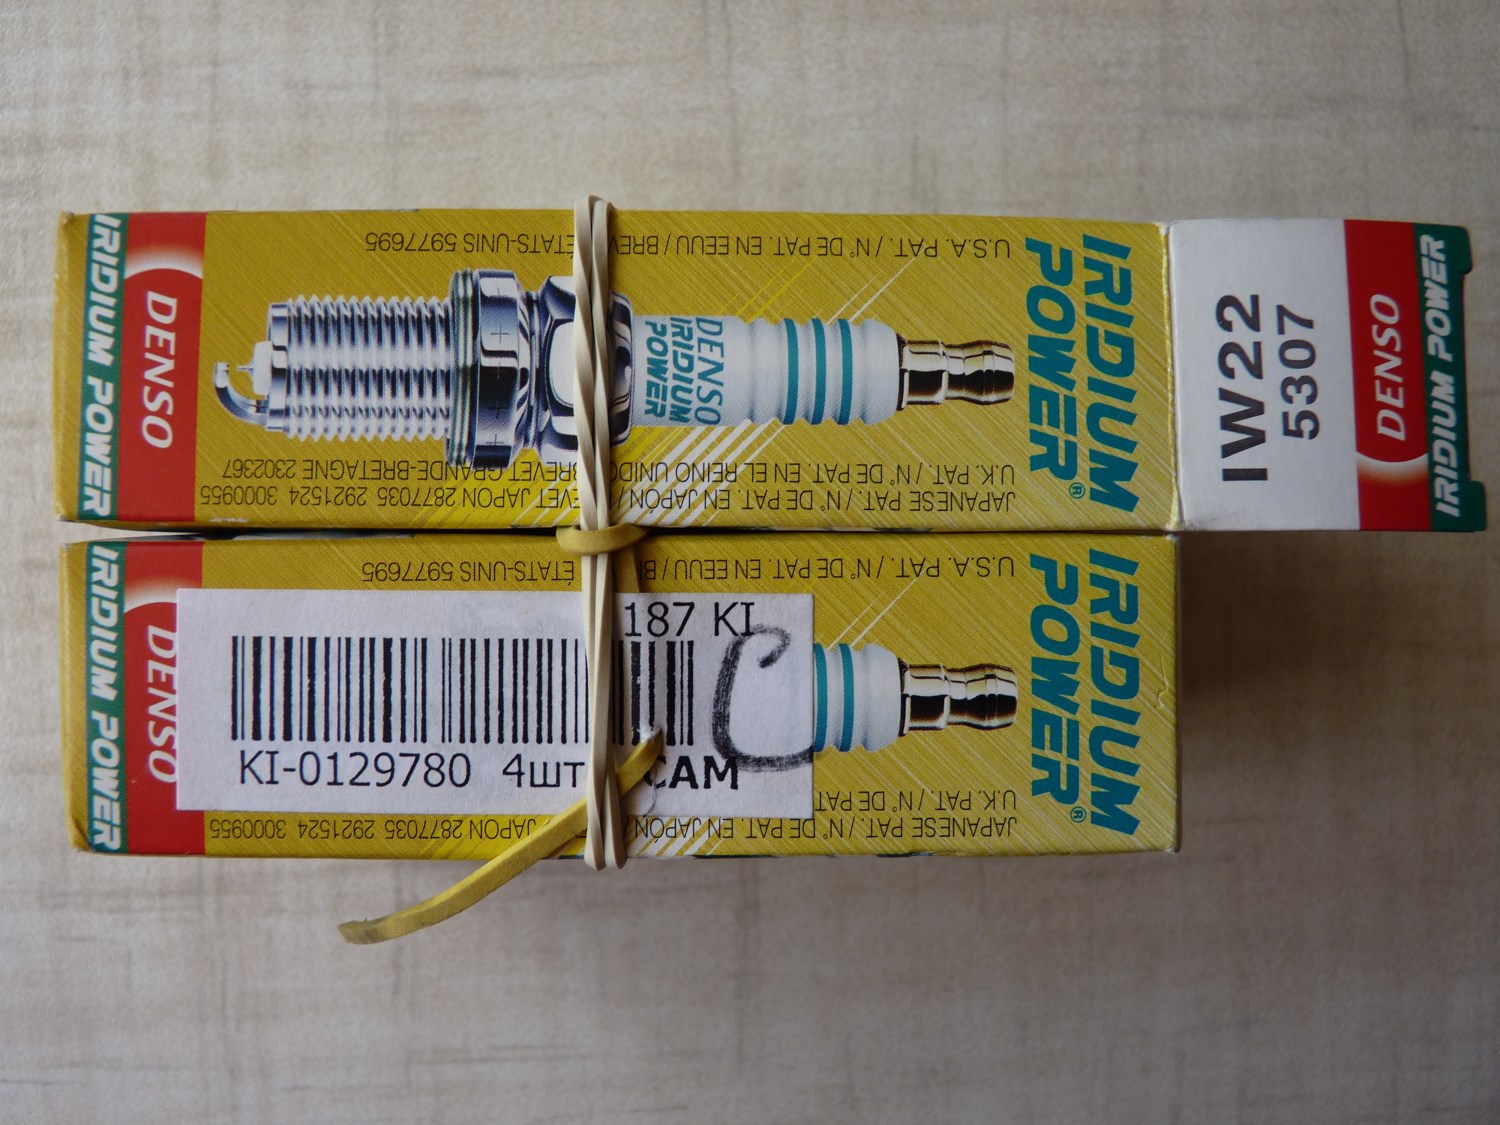 IRIDIUM POWER
DENSO
U.S.A. PAT. / N° DE PAT. EN EEUU / BREV ÉTATS-UNIS 5977695
DENSO
IRIDIUM
POWER
U.K. PAT. / N° DE PAT. EN EL REINO UNIDO BREVET GRANDE-BRETAGNE 2302367
JAPANESE PAT. / N° DE PAT. EN JAPÓN / EVET JAPON 2877035 2921524 3000955
IRIDIUM
POWER®
IW22
5307
DENSO
IRIDIUM POWER
IRIDIUM POWER
DENSO
U.S.A. PAT. / N° DE PAT. EN EEUU / BR ÉTATS-UNIS 5977695
187 KI
C
KI-0129780 4шт CAM
U.K. PAT. / N° DE PAT
JAPANESE PAT. / N° DE PAT. EN JAPÓN / JAPON 2877035 2921524 3000955
IRIDIUM
POWER®